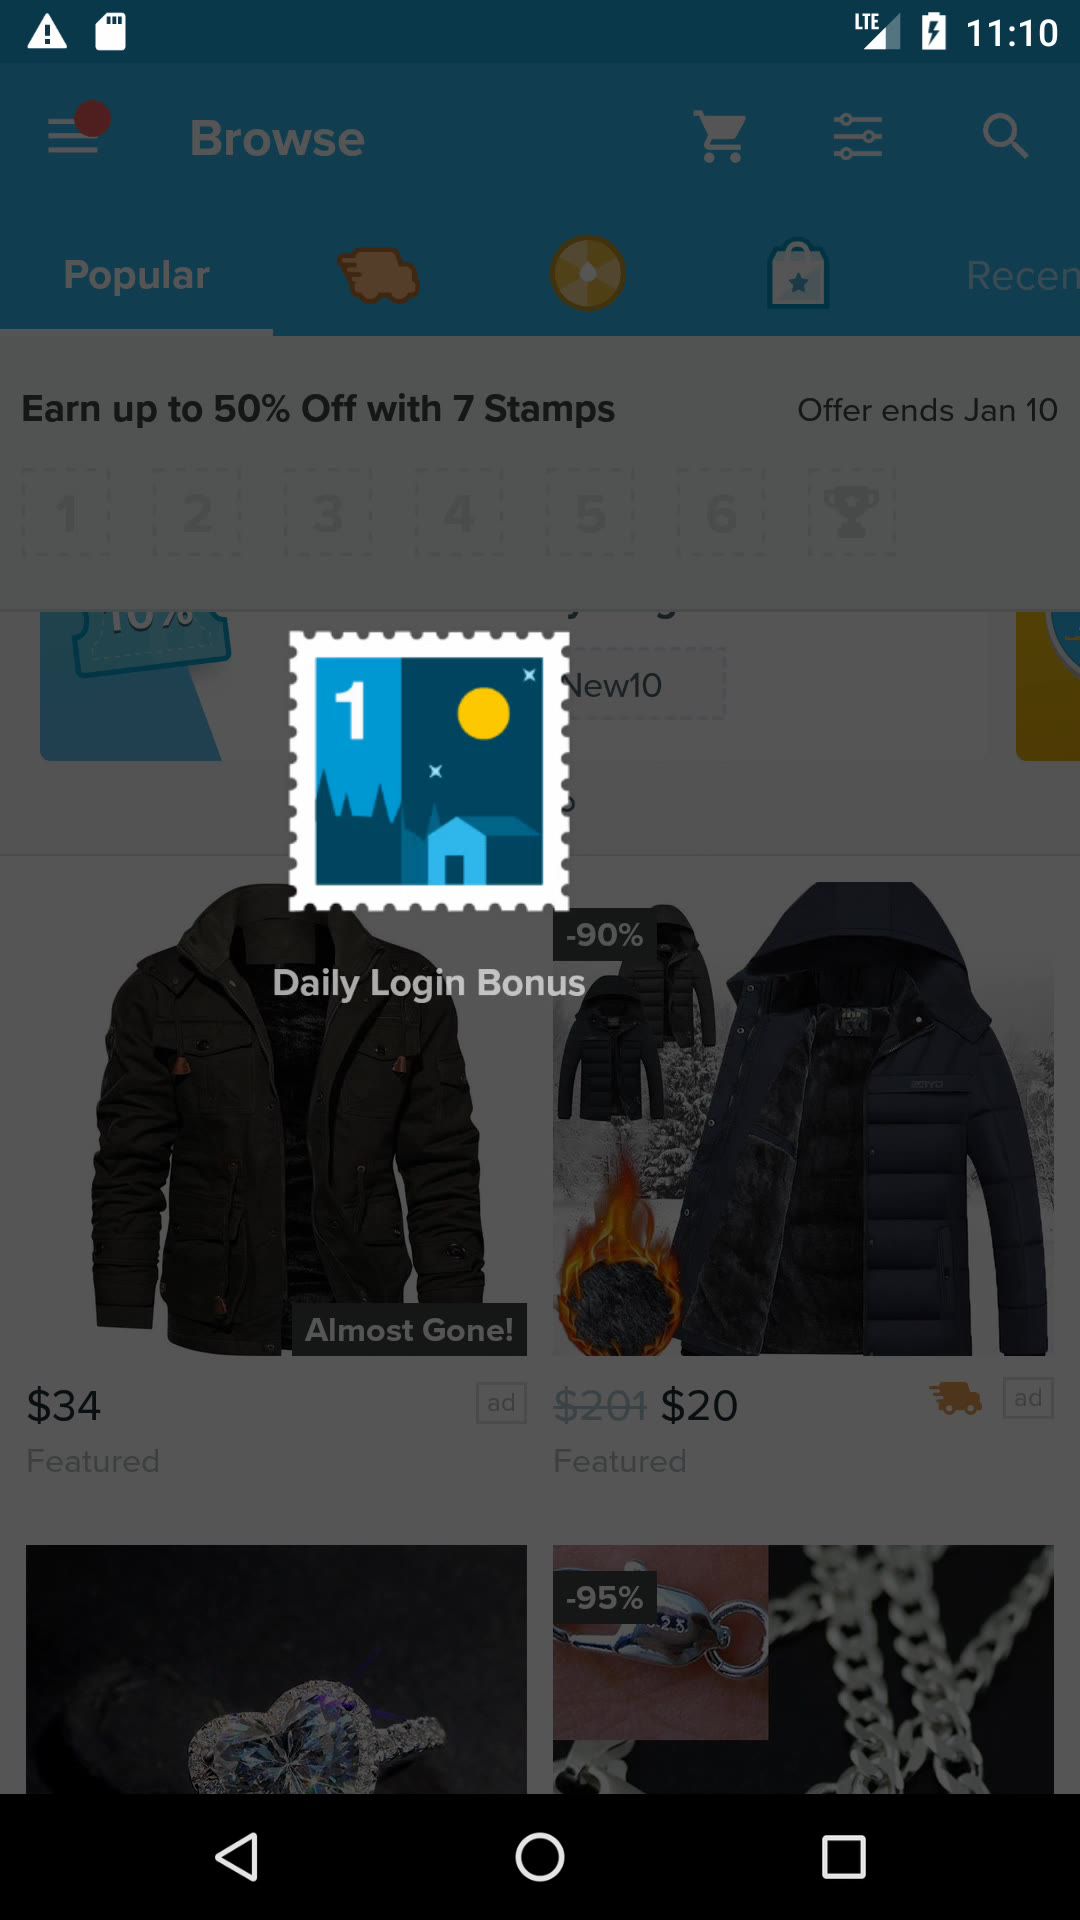 LTE 11:10
Browse
Popular
Recen
Earn up to 50% Off with 7 Stamps
Offer ends Jan 10
1 2 3 4 5 6
10%
New10
1
Daily Login Bonus
-90%
Almost Gone!
$34
ad
$201 $20
ad
Featured
Featured
-95%
925